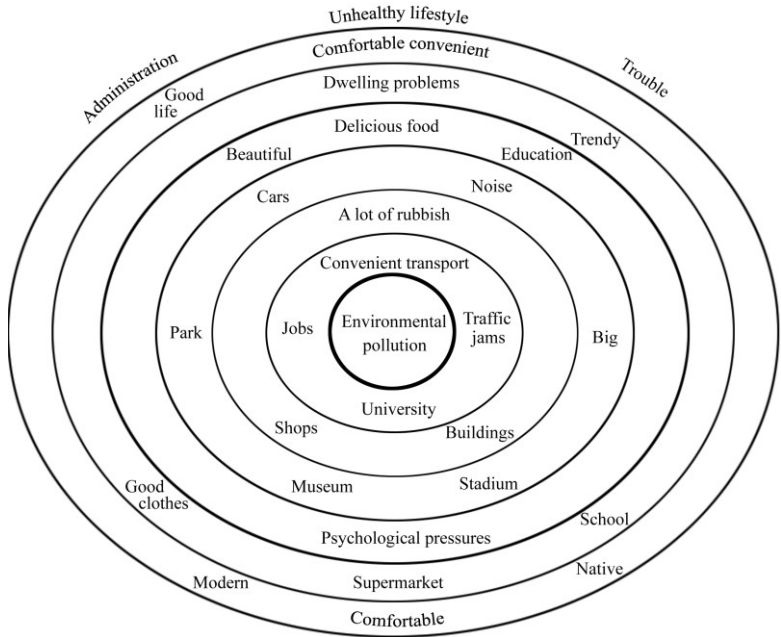 Unhealthy lifestyle
Comfortable convenient
Administration
Trouble
Good
life
Dwelling problems
Delicious food
Trendy
Beautiful
Education
Cars
Noise
A lot of rubbish
Convenient transport
Park
Jobs
Environmental
pollution
Traffic
jams
Big
University
Shops
Buildings
Museum
Stadium
Good
clothes
School
Psychological pressures
Modern
Supermarket
Native
Comfortable